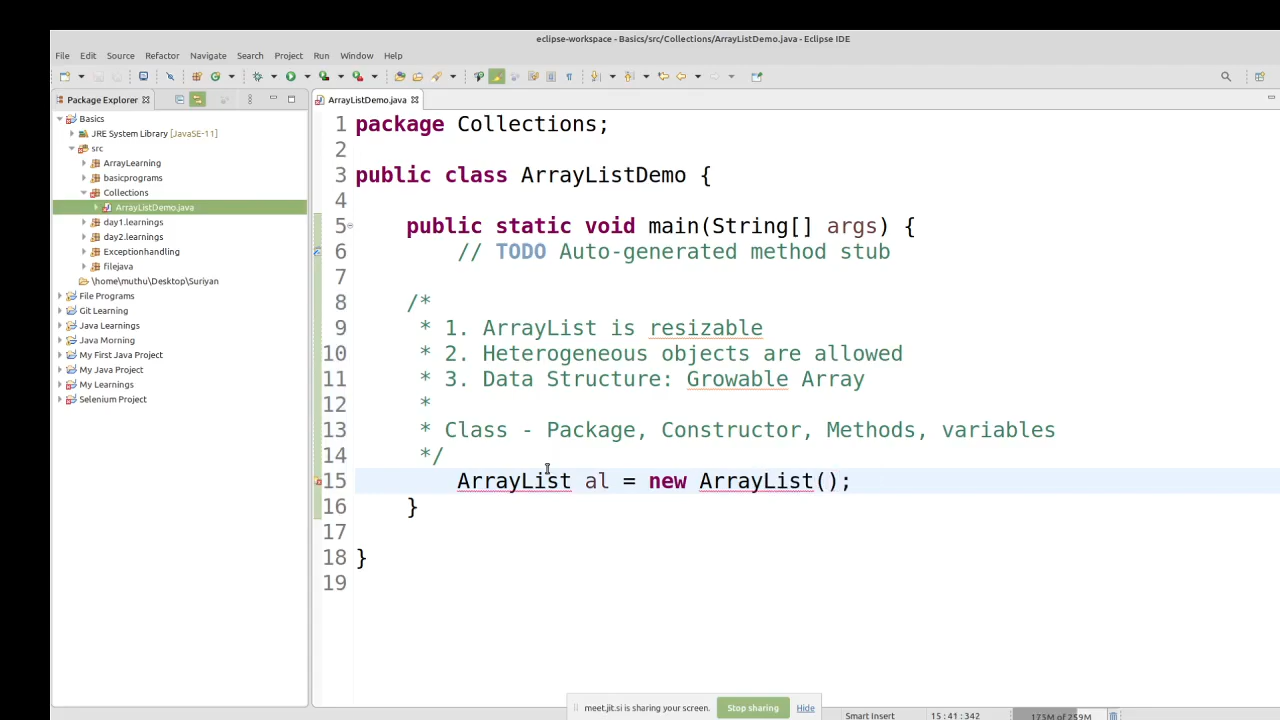 eclipse-workspace - Basics/src/Collections/ArrayListDemo.java - Eclipse IDE
File Edit Source Refactor Navigate Search Project Run Window Help
Package Explorer
ArrayListDemo.java
Basics
JRE System Library [JavaSE-11]
src
ArrayLearning
basicprograms
Collections
ArrayListDemo.java
day1.learnings
day2.learnings
Exceptionhandling
filejava
\home\muthu\Desktop\Suriyan
File Programs
Git Learning
Java Learnings
Java Morning
My First Java Project
My Java Project
My Learnings
Selenium Project
1 package Collections;
2
3 public class ArrayListDemo {
4
5 public static void main(String[] args) {
6 // TODO Auto-generated method stub
7
8 /*
9 * 1. ArrayList is resizable
10 * 2. Heterogeneous objects are allowed
11 * 3. Data Structure: Growable Array
12 *
13 * Class - Package, Constructor, Methods, variables
14 */
15 ArrayList al = new ArrayList();
16 }
17
18 }
19
meet.jit.si is sharing your screen. Stop sharing Hide
Smart Insert 15:41:342 173M of 259M